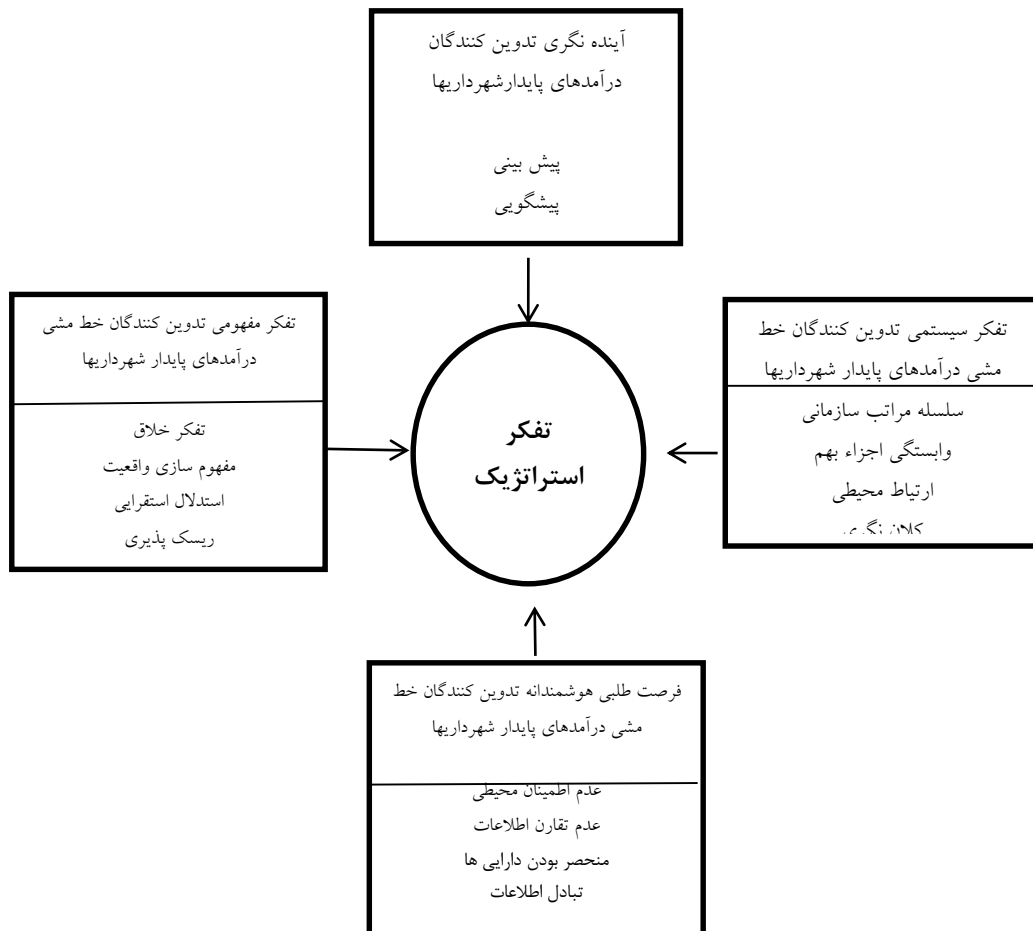 آینده نگری تدوین کنندگان
درآمدهای پایدارشهرداریها
پیش بینی
پیشگویی
تفکر سیستمی تدوین کنندگان خط
مشی درآمدهای پایدار شهرداریها
سلسله مراتب سازمانی
وابستگی اجزاء بهم
ارتباط محیطی
کلان نگری
تفکر
استراتژیک
تفکر مفهومی تدوین کنندگان خط مشی
درآمدهای پایدار شهرداریها
تفکر خلاق
مفهوم سازی واقعیت
استدلال استقرایی
ریسک پذیری
فرصت طلبی هوشمندانه تدوین کنندگان خط
مشی درآمدهای پایدار شهرداریها
عدم اطمینان محیطی
عدم تقارن اطلاعات
منحصر بودن دارایی ها
تبادل اطلاعات